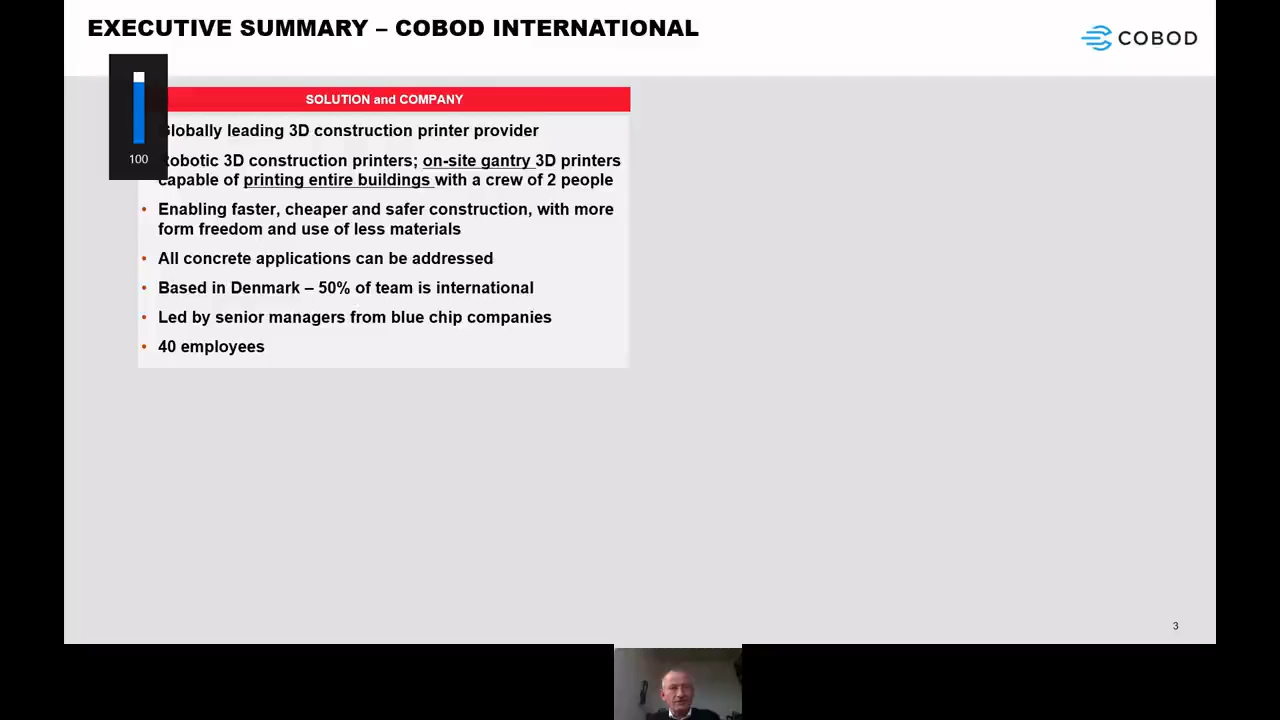 EXECUTIVE SUMMARY – COBOD INTERNATIONAL
COBOD
SOLUTION and COMPANY
Globally leading 3D construction printer provider
Robotic 3D construction printers; on-site gantry 3D printers
capable of printing entire buildings with a crew of 2 people
• Enabling faster, cheaper and safer construction, with more
form freedom and use of less materials
• All concrete applications can be addressed
• Based in Denmark – 50% of team is international
• Led by senior managers from blue chip companies
• 40 employees
100
3